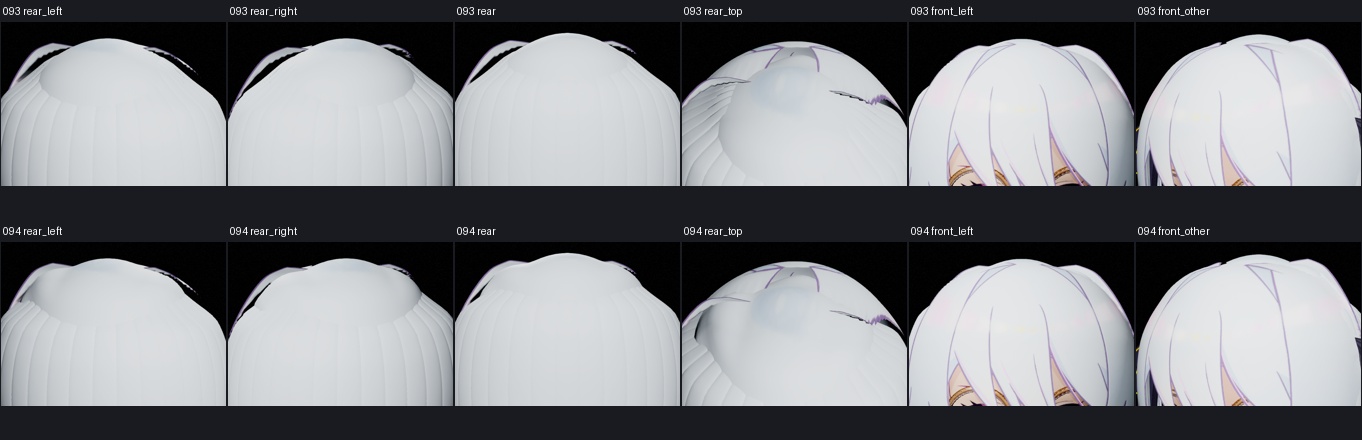 093 rear_left
093 rear_right
093 rear
093 rear_top
093 front_left
093 front_other
094 rear_left
094 rear_right
094 rear
094 rear_top
094 front_left
094 front_other